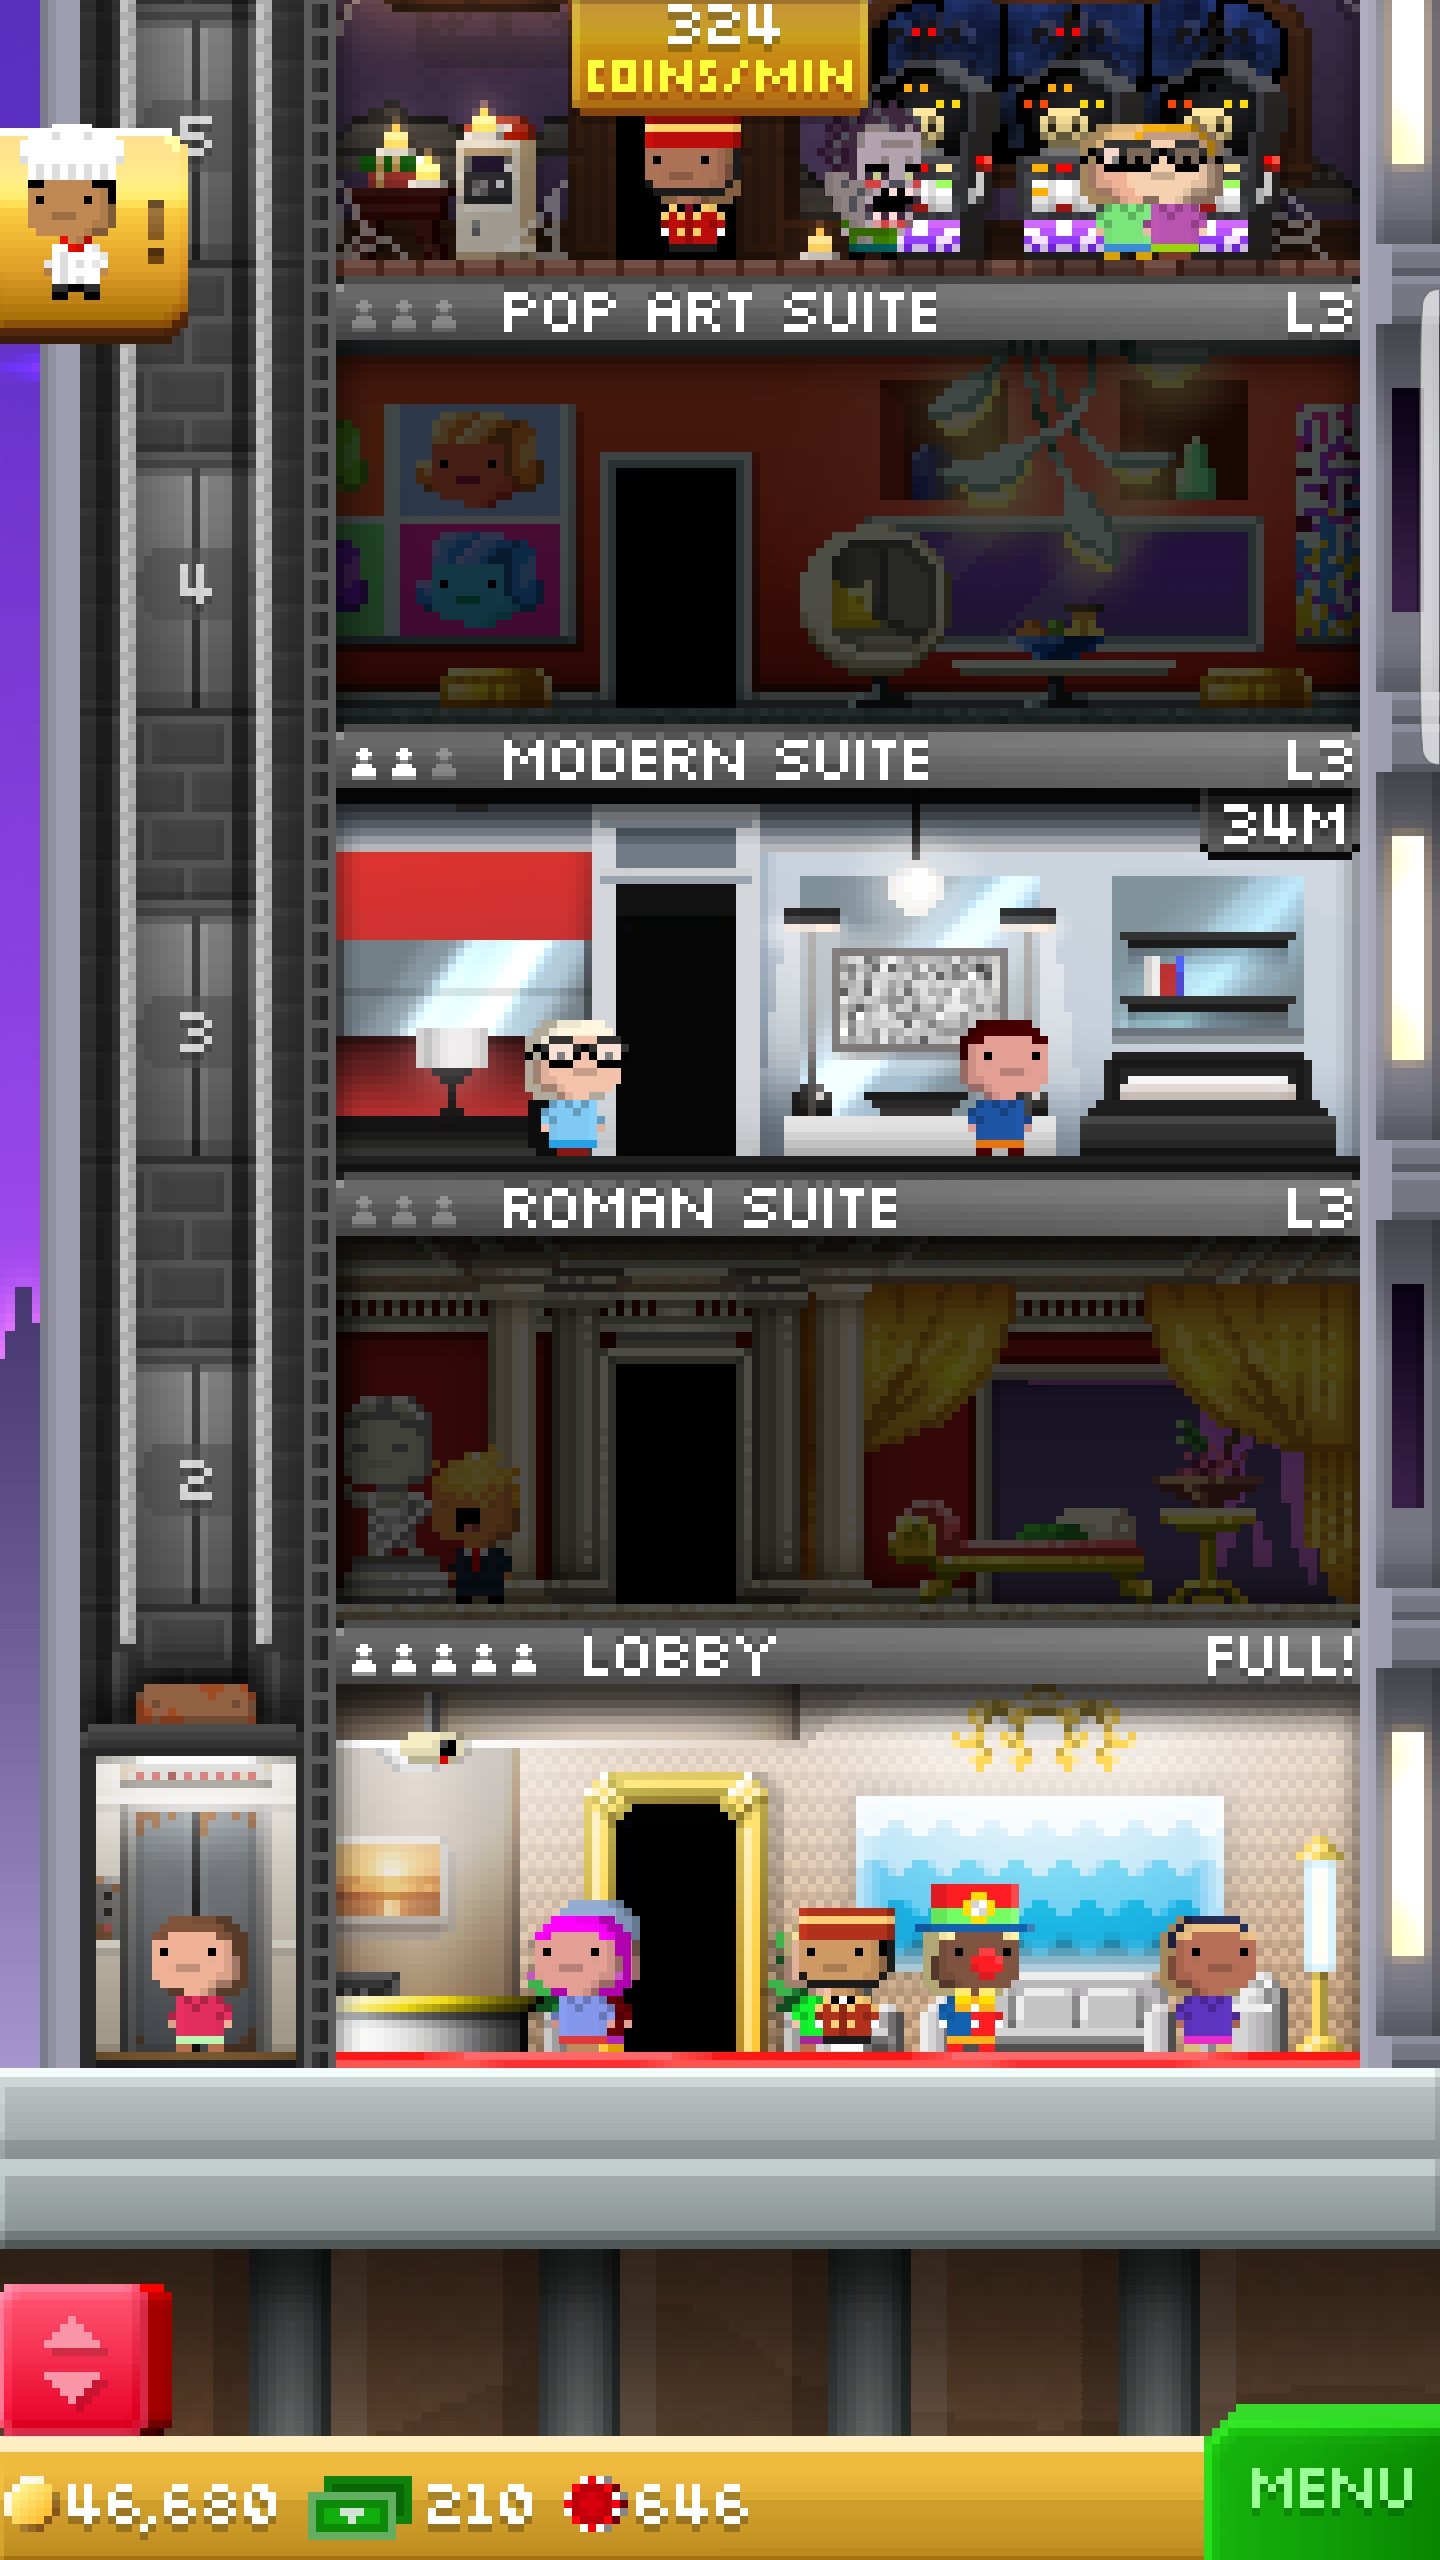 324
COINS/MIN
5
!
POP ART SUITE L3
4
MODERN SUITE L3
34M
3
ROMAN SUITE L3
2
LOBBY FULL!
46,680 210 646
MENU